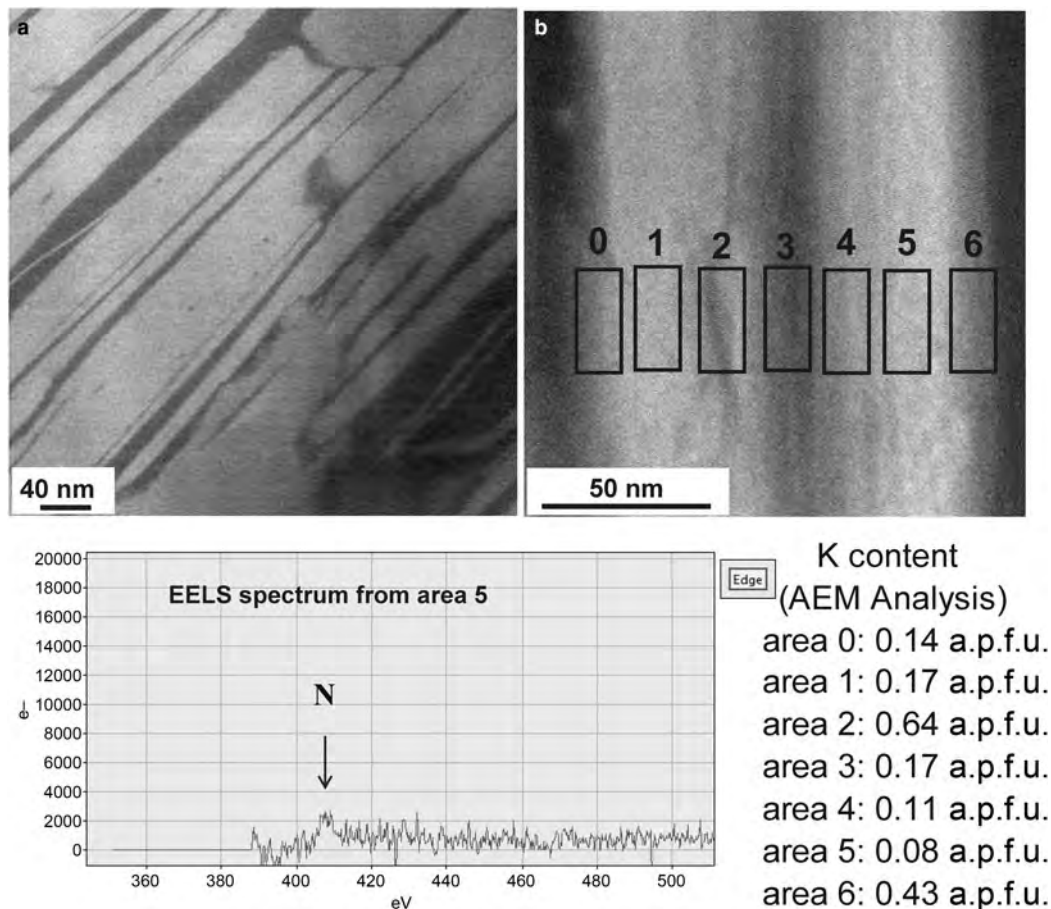 a
b
0 1 2 3 4 5 6
40 nm
50 nm
20000
18000
16000
14000
12000
10000
8000
6000
4000
2000
0
e–
EELS spectrum from area 5
N
360 380 400 420 440 460 480 500
eV
Edge
K content
(AEM Analysis)
area 0: 0.14 a.p.f.u.
area 1: 0.17 a.p.f.u.
area 2: 0.64 a.p.f.u.
area 3: 0.17 a.p.f.u.
area 4: 0.11 a.p.f.u.
area 5: 0.08 a.p.f.u.
area 6: 0.43 a.p.f.u.